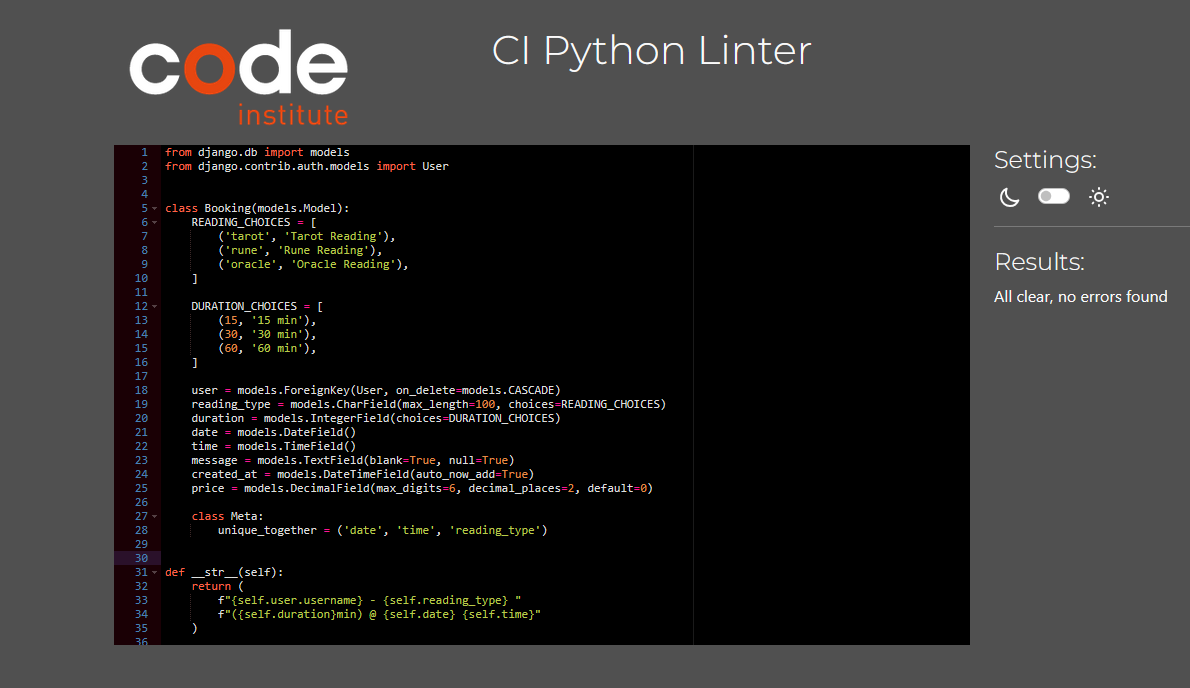 code
institute
CI Python Linter
1 from django.db import models
2 from django.contrib.auth.models import User
3
4
5 class Booking(models.Model):
6     READING_CHOICES = [
7         ('tarot', 'Tarot Reading'),
8         ('rune', 'Rune Reading'),
9         ('oracle', 'Oracle Reading'),
10     ]
11
12     DURATION_CHOICES = [
13         (15, '15 min'),
14         (30, '30 min'),
15         (60, '60 min'),
16     ]
17
18     user = models.ForeignKey(User, on_delete=models.CASCADE)
19     reading_type = models.CharField(max_length=100, choices=READING_CHOICES)
20     duration = models.IntegerField(choices=DURATION_CHOICES)
21     date = models.DateField()
22     time = models.TimeField()
23     message = models.TextField(blank=True, null=True)
24     created_at = models.DateTimeField(auto_now_add=True)
25     price = models.DecimalField(max_digits=6, decimal_places=2, default=0)
26
27     class Meta:
28         unique_together = ('date', 'time', 'reading_type')
29
30
31 def __str__(self):
32     return (
33         f"{self.user.username} - {self.reading_type} "
34         f"({self.duration}min) @ {self.date} {self.time}"
35     )
36
Settings:
Results:
All clear, no errors found